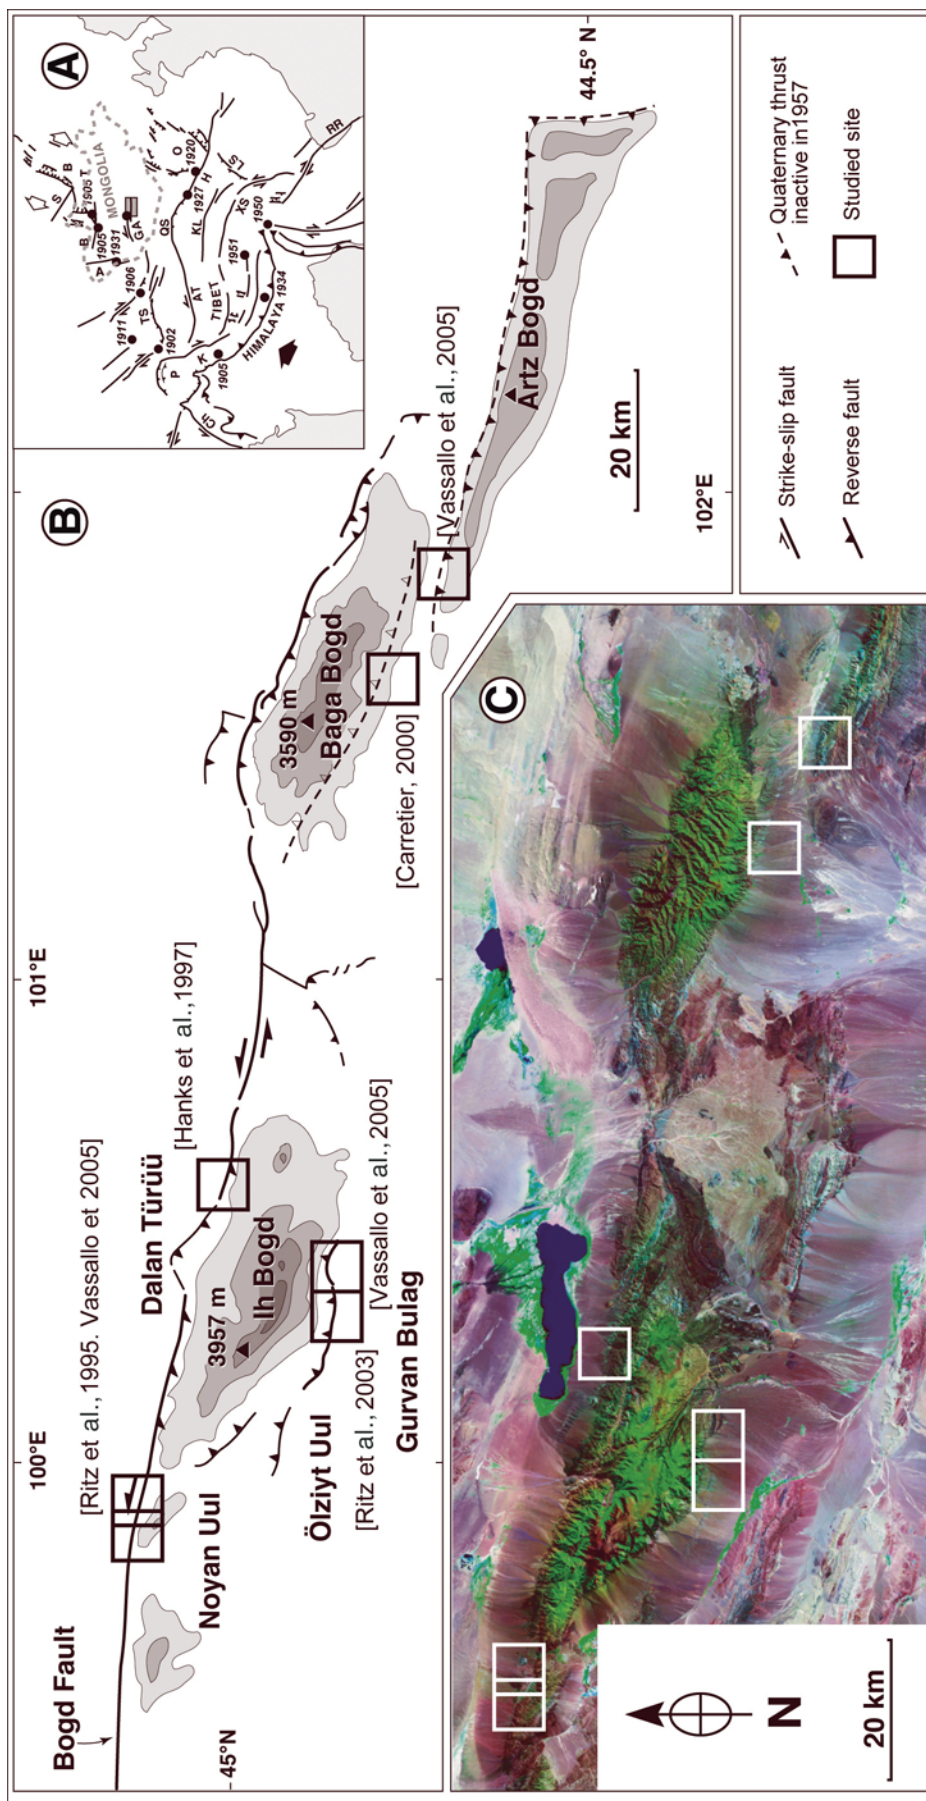 A
B
C
S
B
1905
T
1905
B
E
A
1931
MONGOLIA
GA
1906
1911
TS
1902
P
K
1905
Ch
AT
QS
KL
1927
H
O
1920
LS
XS
1950
1951
TIBET
HIMALAYA
1934
RR
Bogd Fault
45°N
100°E
101°E
102°E
44.5° N
[Ritz et al., 1995. Vassallo et 2005]
Noyan Uul
Dalan Türüü
[Hanks et al., 1997]
3957 m
Ih Bogd
Ölziyt Uul
[Ritz et al., 2003]
Gurvan Bulag
[Vassallo et al., 2005]
3590 m
Baga Bogd
[Carretier, 2000]
[Vassallo et al., 2005]
Artz Bogd
20 km
N
20 km
Strike-slip fault
Reverse fault
Quaternary thrust
inactive in1957
Studied site